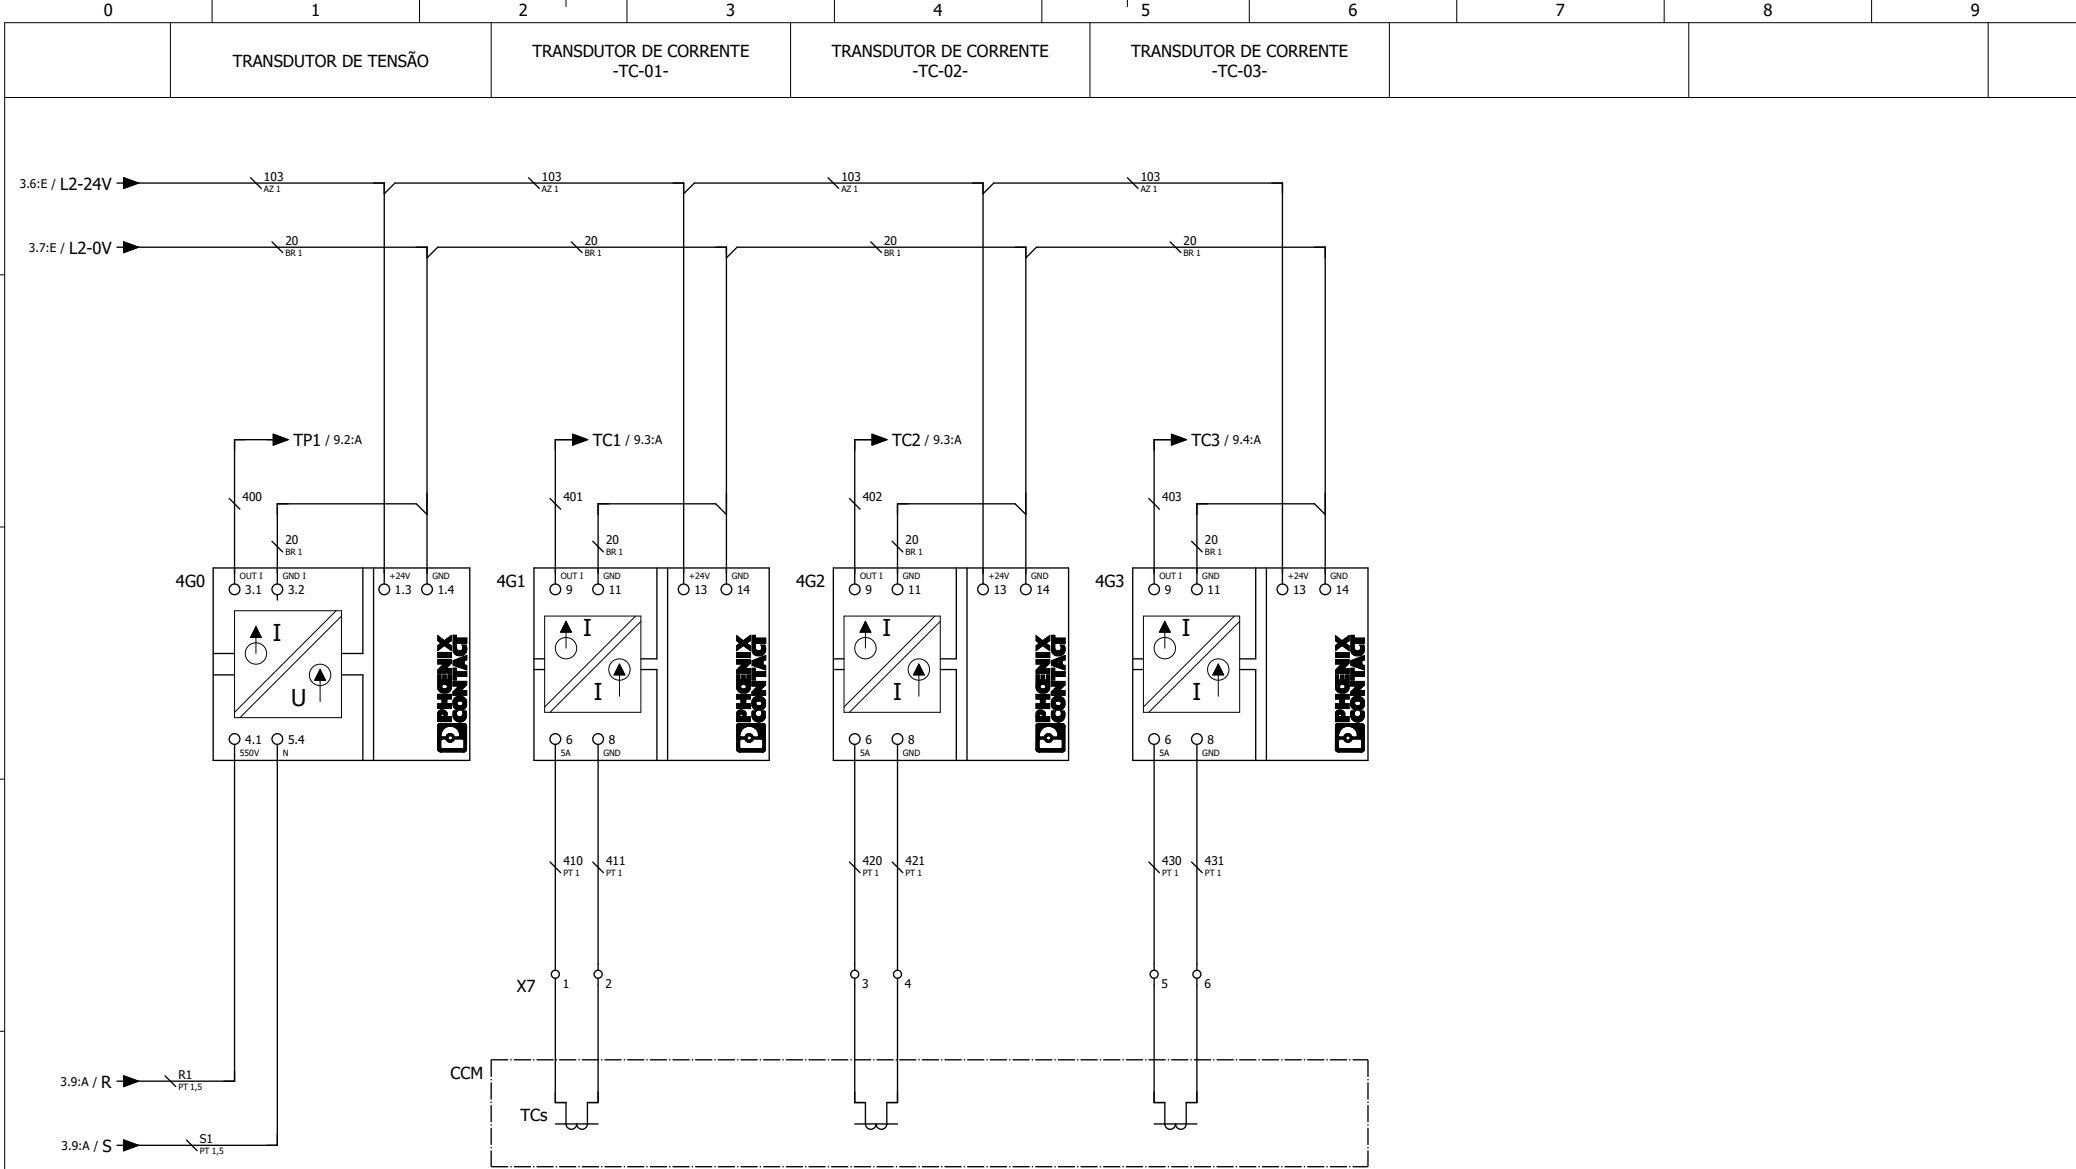 0 1 2 3 4 5 6 7 8 9
TRANSDUTOR DE TENSÃO
TRANSDUTOR DE CORRENTE
-TC-01-
TRANSDUTOR DE CORRENTE
-TC-02-
TRANSDUTOR DE CORRENTE
-TC-03-
3.6:E / L2-24V
103
AZ 1
103
AZ 1
103
AZ 1
103
AZ 1
3.7:E / L2-0V
20
BR 1
20
BR 1
20
BR 1
20
BR 1
TP1 / 9.2:A
TC1 / 9.3:A
TC2 / 9.3:A
TC3 / 9.4:A
400
401
402
403
20
BR 1
20
BR 1
20
BR 1
20
BR 1
4G0
OUT I GND I +24V GND
3.1 3.2 1.3 1.4
I
U
PHŒNIX
CONTACT
4.1 5.4
550V N
4G1
OUT I GND +24V GND
9 11 13 14
I
I
PHŒNIX
CONTACT
6 8
5A GND
4G2
OUT I GND +24V GND
9 11 13 14
I
I
PHŒNIX
CONTACT
6 8
5A GND
4G3
OUT I GND +24V GND
9 11 13 14
I
I
PHŒNIX
CONTACT
6 8
5A GND
410
PT 1
411
PT 1
420
PT 1
421
PT 1
430
PT 1
431
PT 1
X7 1 2 3 4 5 6
CCM
TCs
3.9:A / R
R1
PT 1,5
3.9:A / S
S1
PT 1,5